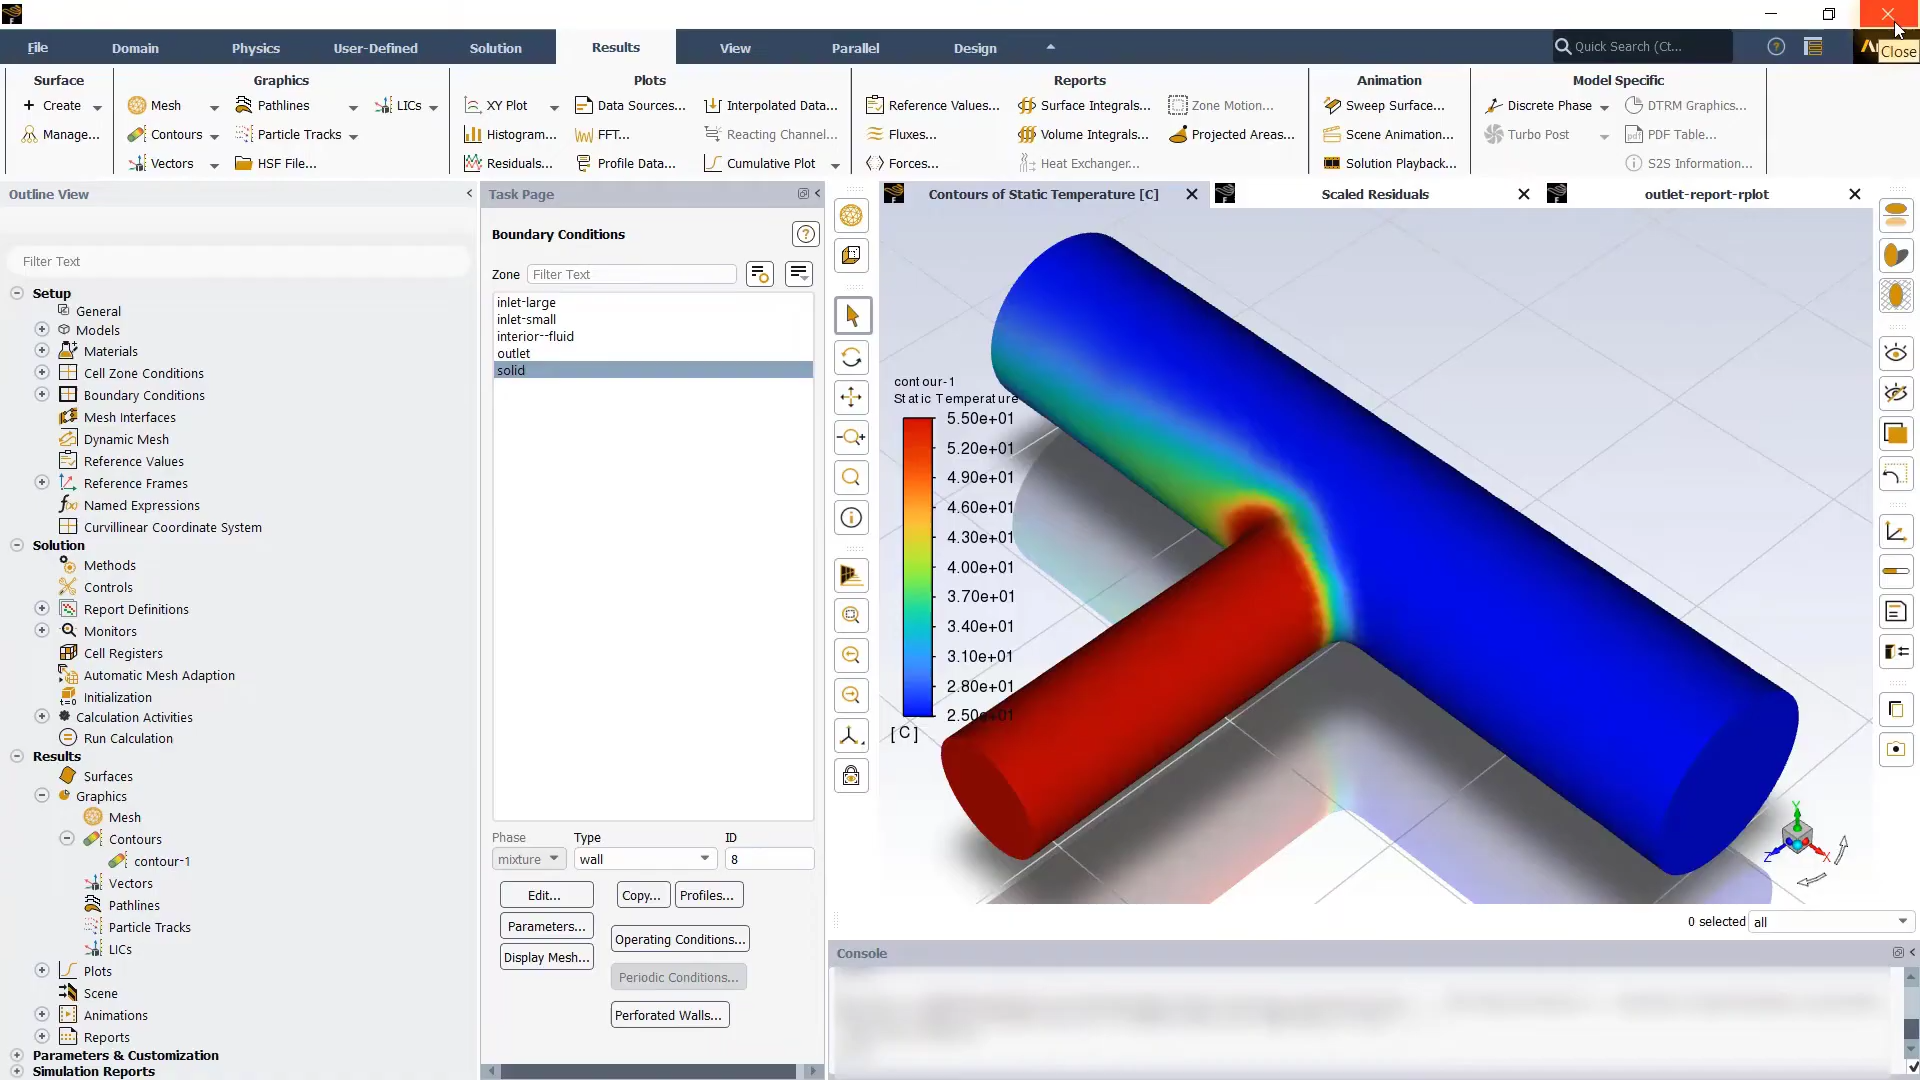 Close
File Domain Physics User-Defined Solution Results View Parallel Design Quick Search (Ct...
Surface Graphics Plots Reports Animation Model Specific
Create Mesh Pathlines LICs XY Plot Data Sources... Interpolated Data... Reference Values... Surface Integrals... Zone Motion... Sweep Surface... Discrete Phase DTRM Graphics...
Manage... Contours Particle Tracks Histogram... FFT... Reacting Channel... Fluxes... Volume Integrals... Projected Areas... Scene Animation... Turbo Post PDF Table...
Vectors HSF File... Residuals... Profile Data... Cumulative Plot Forces... Heat Exchanger... Solution Playback... S2S Information...
Outline View
Filter Text
Setup
General
Models
Materials
Cell Zone Conditions
Boundary Conditions
Mesh Interfaces
Dynamic Mesh
Reference Values
Reference Frames
Named Expressions
Curvillinear Coordinate System
Solution
Methods
Controls
Report Definitions
Monitors
Cell Registers
Automatic Mesh Adaption
Initialization
Calculation Activities
Run Calculation
Results
Surfaces
Graphics
Mesh
Contours
contour-1
Vectors
Pathlines
Particle Tracks
LICs
Plots
Scene
Animations
Reports
Parameters & Customization
Simulation Reports
Task Page
Boundary Conditions
Zone Filter Text
inlet-large
inlet-small
interior--fluid
outlet
solid
Phase Type ID
mixture wall 8
Edit... Copy... Profiles...
Parameters... Operating Conditions...
Display Mesh... Periodic Conditions...
Perforated Walls...
Contours of Static Temperature [C] Scaled Residuals outlet-report-rplot
contour-1
Static Temperature
5.50e+01
5.20e+01
4.90e+01
4.60e+01
4.30e+01
4.00e+01
3.70e+01
3.40e+01
3.10e+01
2.80e+01
2.50e+01
[C]
Y
Z X
0 selected all
Console